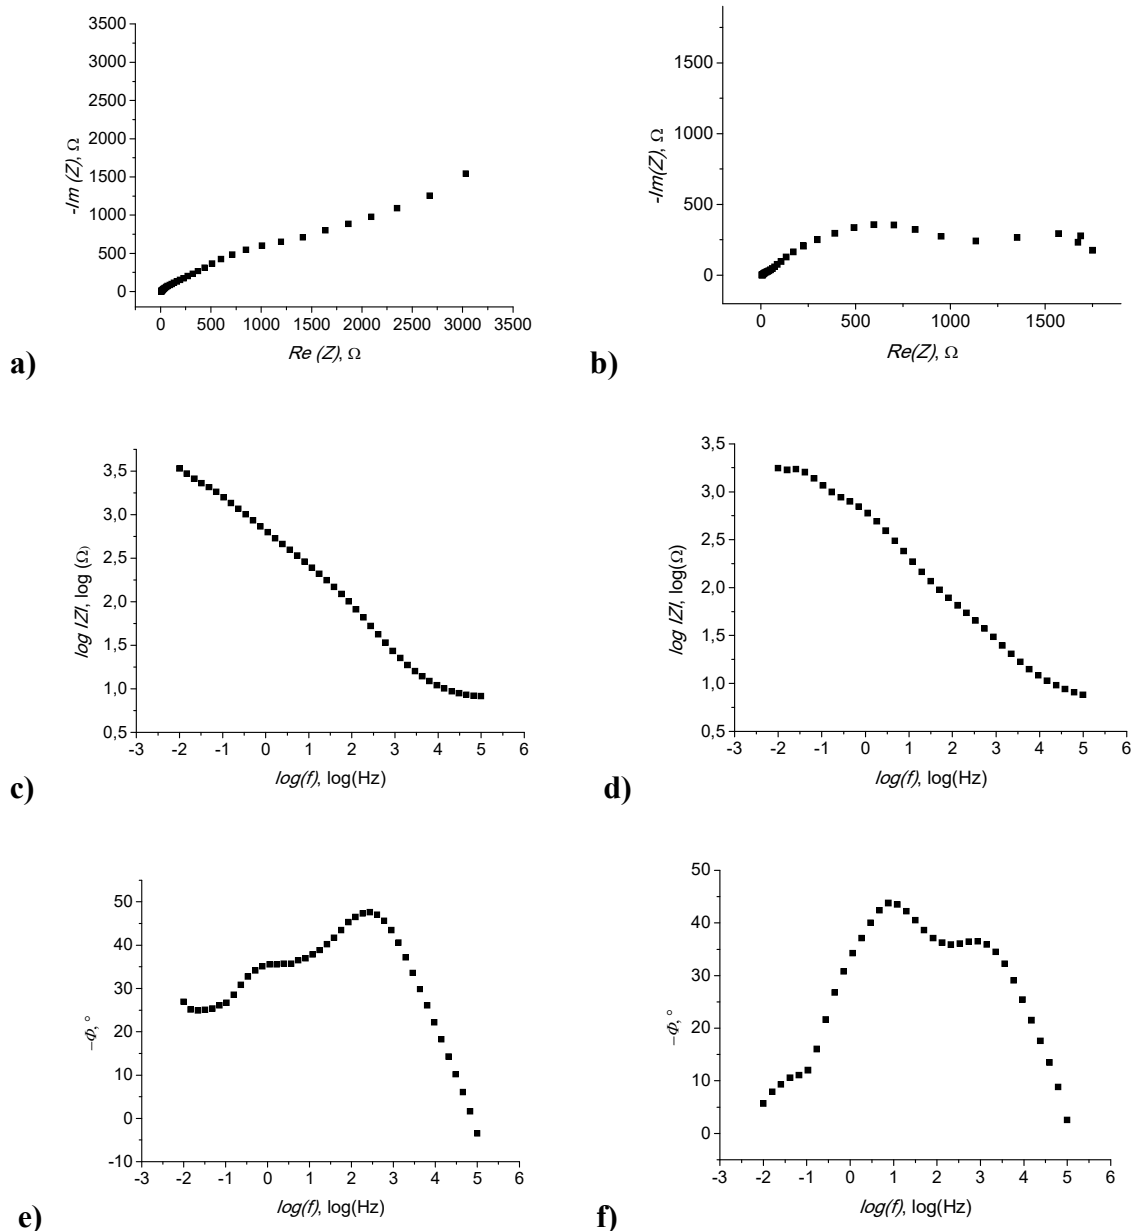 3500
3000
2500
2000
1500
1000
500
0
-Im (Z), Ω
0 500 1000 1500 2000 2500 3000 3500
Re (Z), Ω
a)
1500
1000
500
0
-Im(Z), Ω
0 500 1000 1500
Re(Z), Ω
b)
3,5
3,0
2,5
2,0
1,5
1,0
0,5
log IZI, log (Ω)
-3 -2 -1 0 1 2 3 4 5 6
log(f), log(Hz)
c)
3,5
3,0
2,5
2,0
1,5
1,0
0,5
log IZI, log(Ω)
-3 -2 -1 0 1 2 3 4 5 6
log(f), log(Hz)
d)
50
40
30
20
10
0
-10
−Φ, °
-3 -2 -1 0 1 2 3 4 5 6
log(f), log(Hz)
e)
50
40
30
20
10
0
−Φ, °
-3 -2 -1 0 1 2 3 4 5 6
log(f), log(Hz)
f)